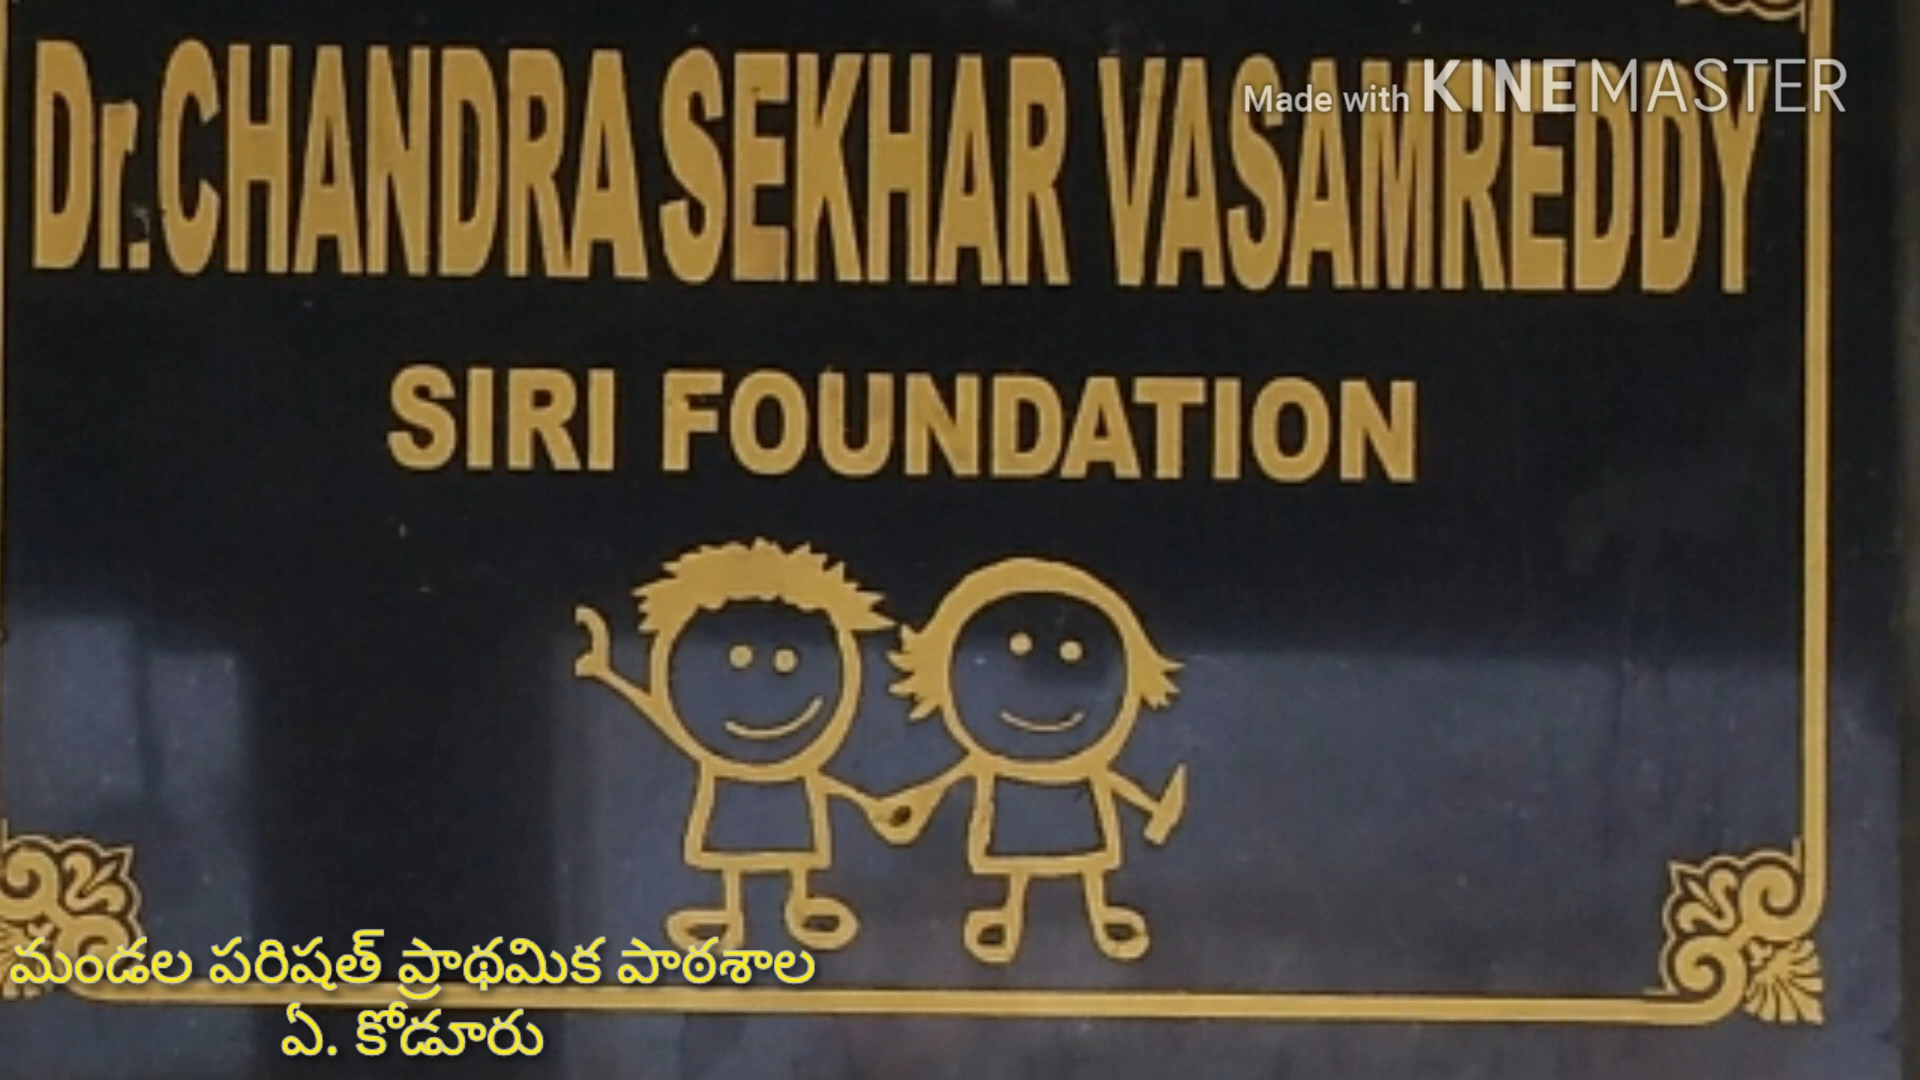 Made with KINEMASTER
Dr. CHANDRA SEKHAR VASAMREDDY
SIRI FOUNDATION
మండల పరిషత్ ప్రాథమిక పాఠశాల
ఏ. కోడూరు